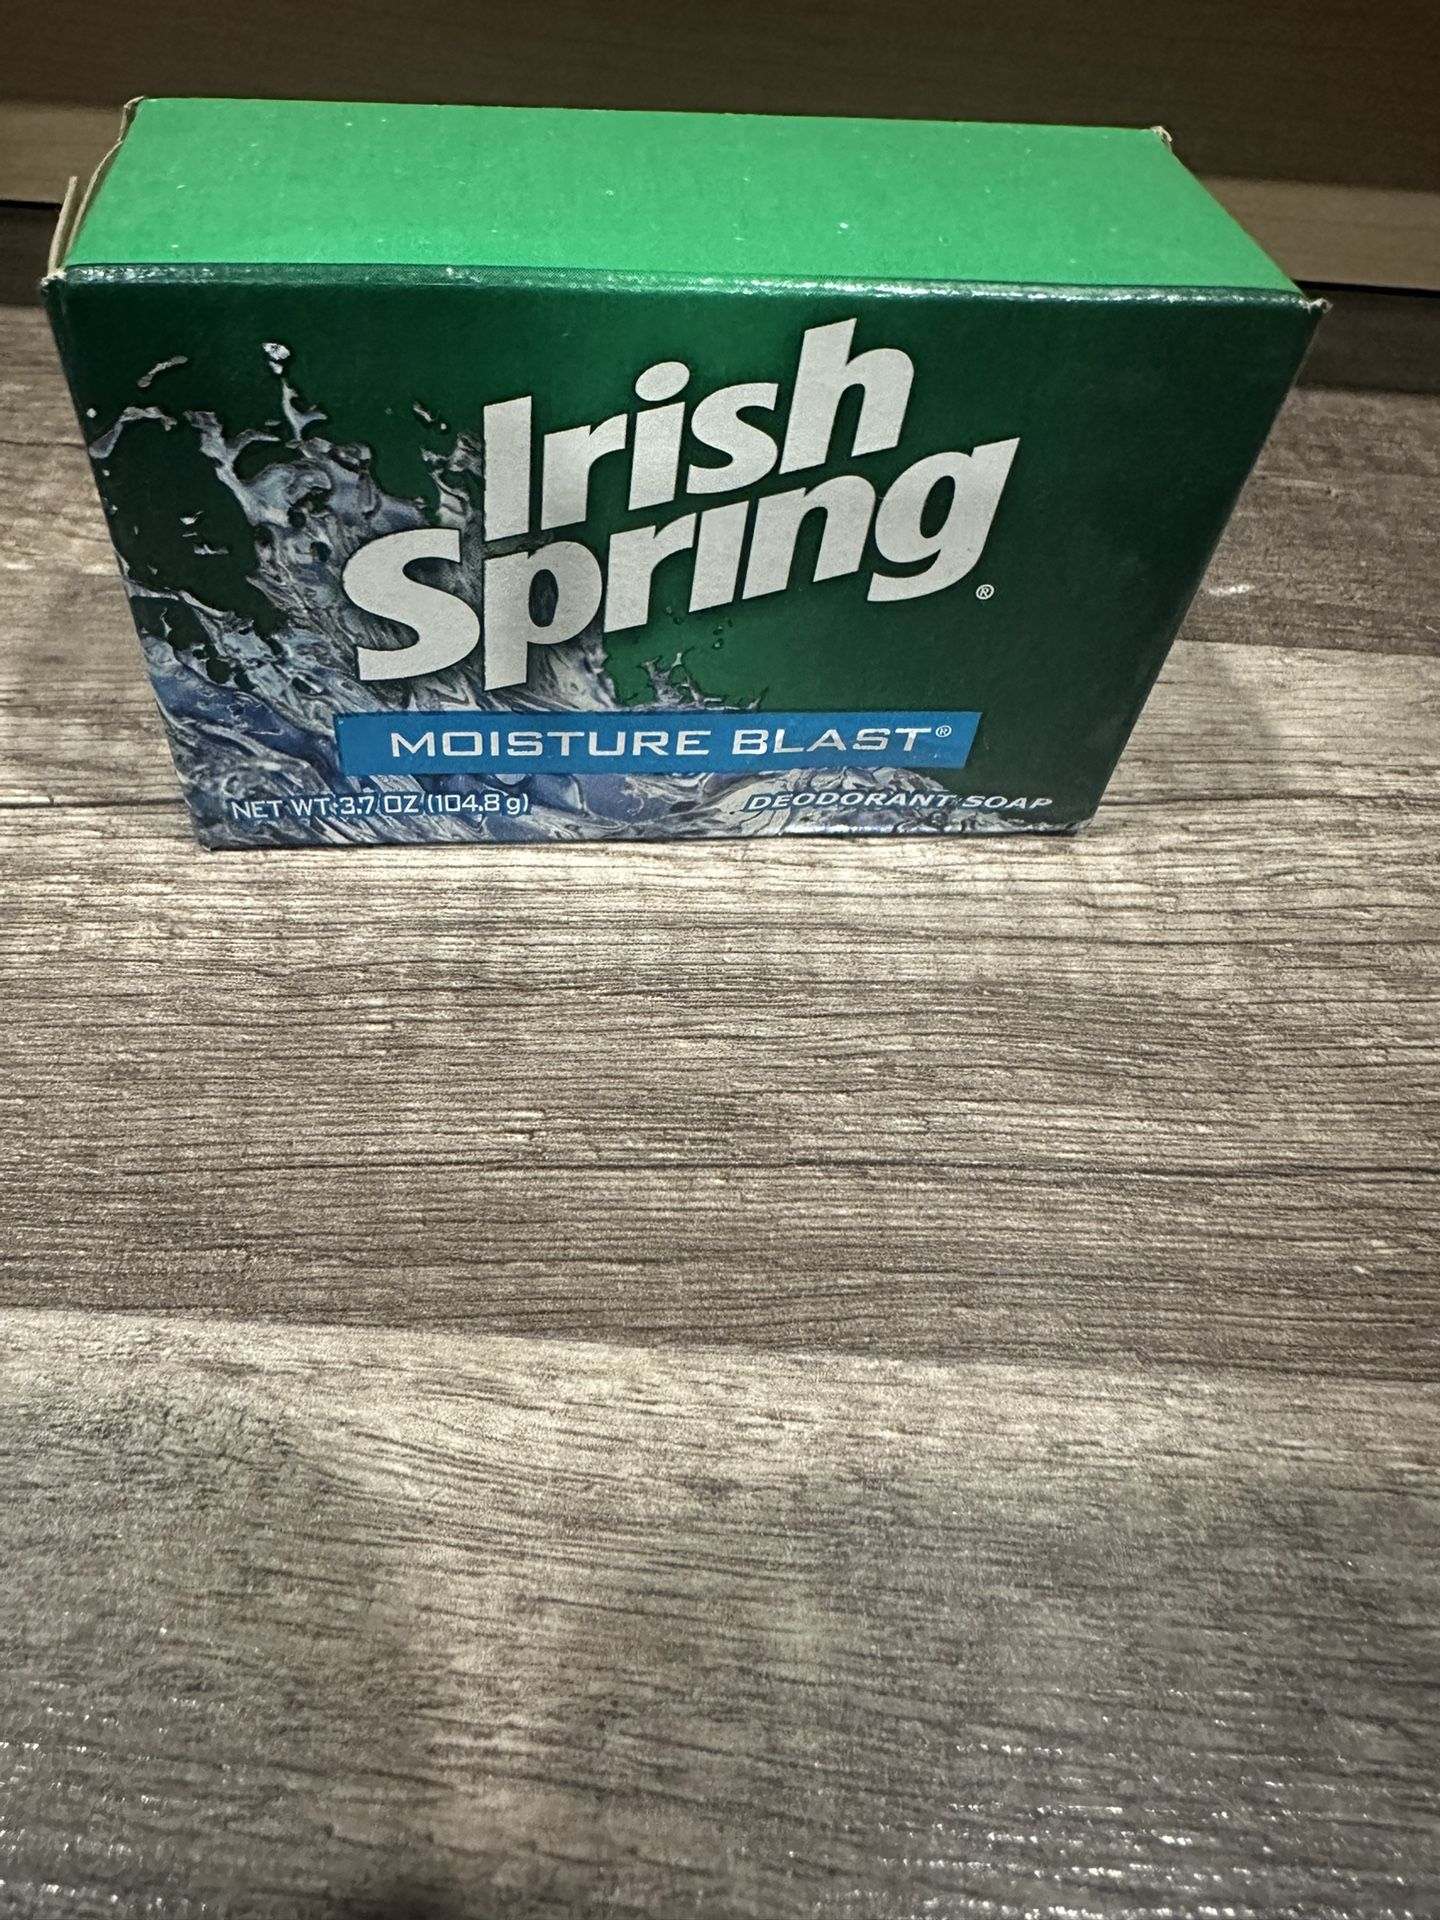 Irish
Spring®
MOISTURE BLAST®
NET WT. 3.7 OZ (104.8 g)
DEODORANT SOAP